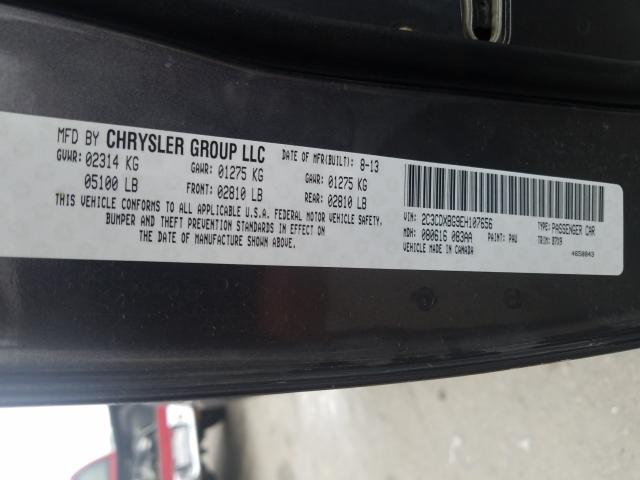 MFD BY CHRYSLER GROUP LLC DATE OF MFR(BUILT): 8-13
GVWR: 02314 KG GAWR: 01275 KG GAWR: 01275 KG
05100 LB FRONT: 02810 LB REAR: 02810 LB
THIS VEHICLE CONFORMS TO ALL APPLICABLE U.S.A. FEDERAL MOTOR VEHICLE SAFETY,
BUMPER AND THEFT PREVENTION STANDARDS IN EFFECT ON
THE DATE OF MANUFACTURE SHOWN ABOVE.
VIN: 2C3CDXBG9EH107656 TYPE: PASSENGER CAR
MDH: 080616 083AA PAINT: PAU TRIM: B7X9
VEHICLE MADE IN CANADA 4658043